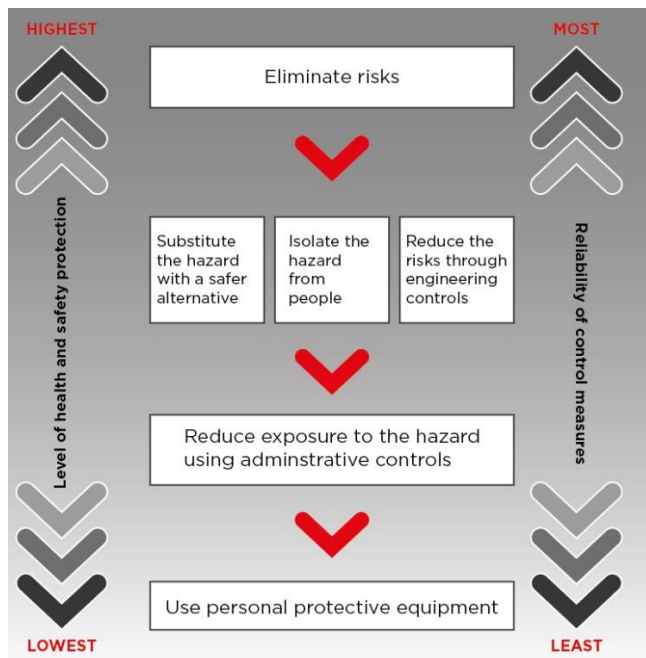 HIGHEST
MOST
Eliminate risks
Substitute
the hazard
with a safer
alternative
Isolate the
hazard
from
people
Reduce the
risks through
engineering
controls
Level of health and safety protection
Reliability of control measures
Reduce exposure to the hazard
using adminstrative controls
Use personal protective equipment
LOWEST
LEAST